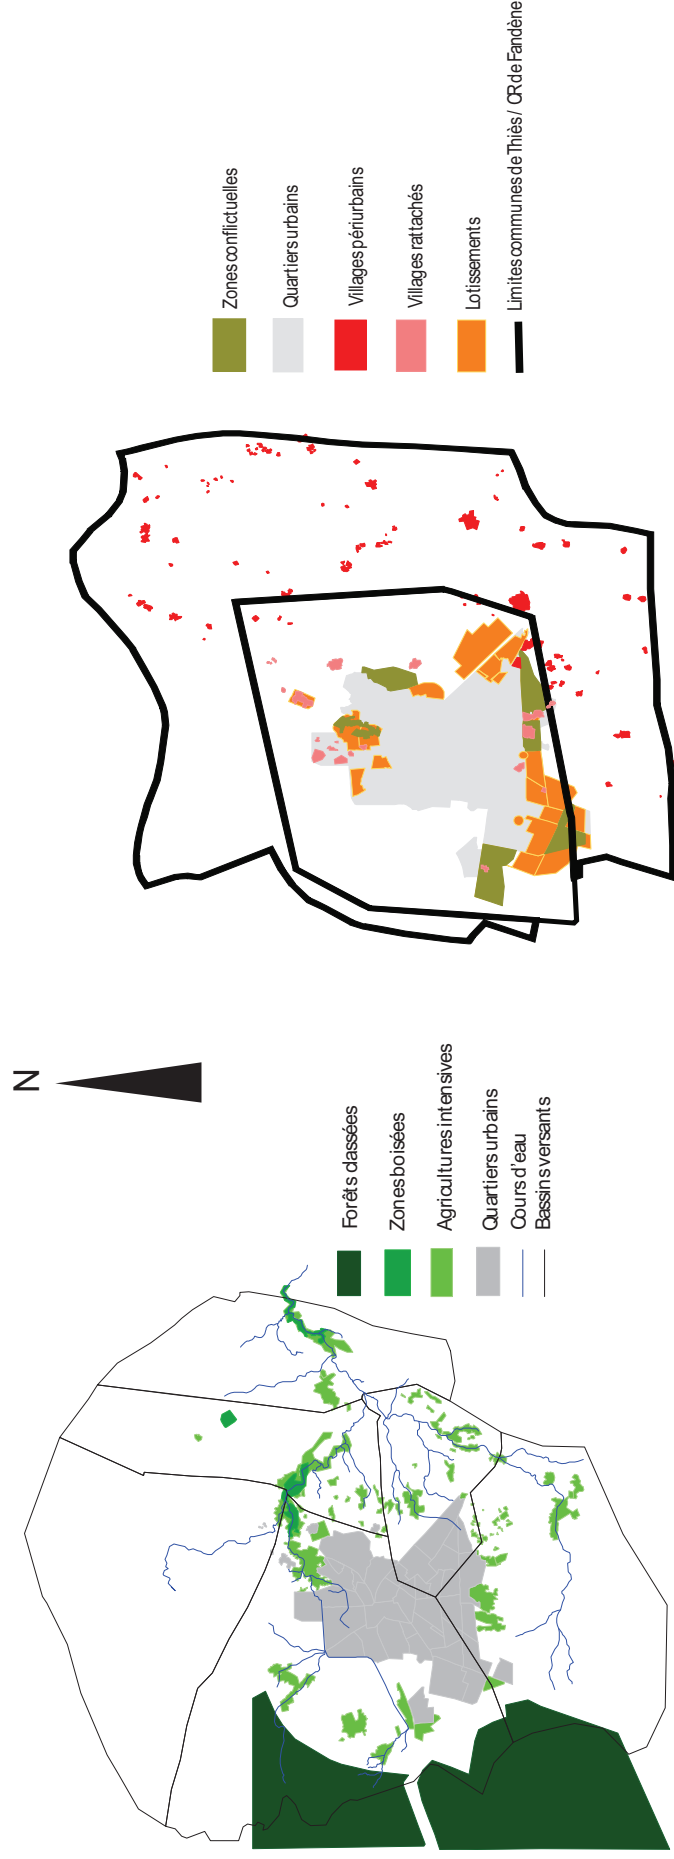 Zones conflictuelles
Quartiers urbains
Villages périurbains
Villages rattachés
Lotissements
Limites communes de Thiès / CR de Fandène
N
Forêts classées
Zones boisées
Agricultures intensives
Quartiers urbains
Cours d'eau
Bassins versants